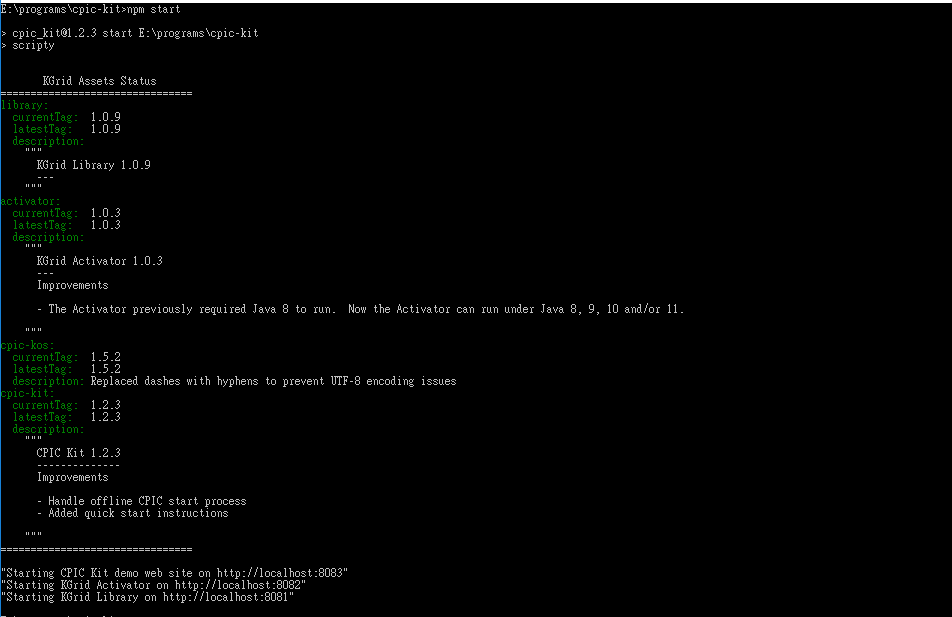 E:\programs\cpic-kit>npm start
> cpic_kit@1.2.3 start E:\programs\cpic-kit
> scripty
KGrid Assets Status
================================
library:
currentTag: 1.0.9
latestTag: 1.0.9
description:
"""
KGrid Library 1.0.9
---
"""
activator:
currentTag: 1.0.3
latestTag: 1.0.3
description:
"""
KGrid Activator 1.0.3
---
Improvements
- The Activator previously required Java 8 to run. Now the Activator can run under Java 8, 9, 10 and/or 11.
"""
cpic-kos:
currentTag: 1.5.2
latestTag: 1.5.2
description: Replaced dashes with hyphens to prevent UTF-8 encoding issues
cpic-kit:
currentTag: 1.2.3
latestTag: 1.2.3
description:
"""
CPIC Kit 1.2.3
--------------
Improvements
- Handle offline CPIC start process
- Added quick start instructions
"""
================================
"Starting CPIC Kit demo web site on http://localhost:8083"
"Starting KGrid Activator on http://localhost:8082"
"Starting KGrid Library on http://localhost:8081"